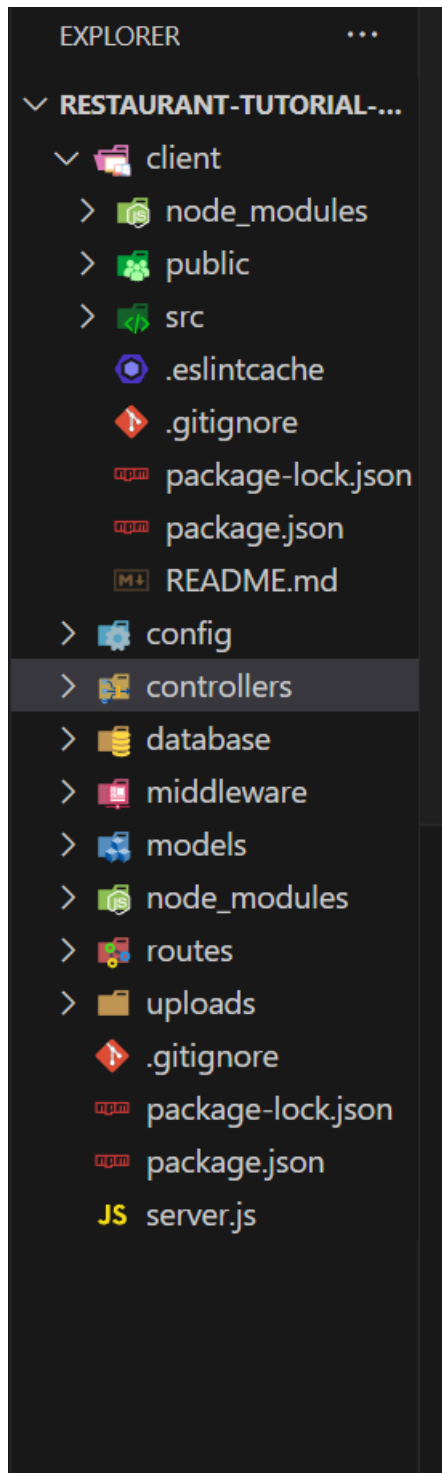 EXPLORER ...
RESTAURANT-TUTORIAL-...
client
node_modules
public
src
.eslintcache
.gitignore
package-lock.json
package.json
README.md
config
controllers
database
middleware
models
node_modules
routes
uploads
.gitignore
package-lock.json
package.json
JS server.js